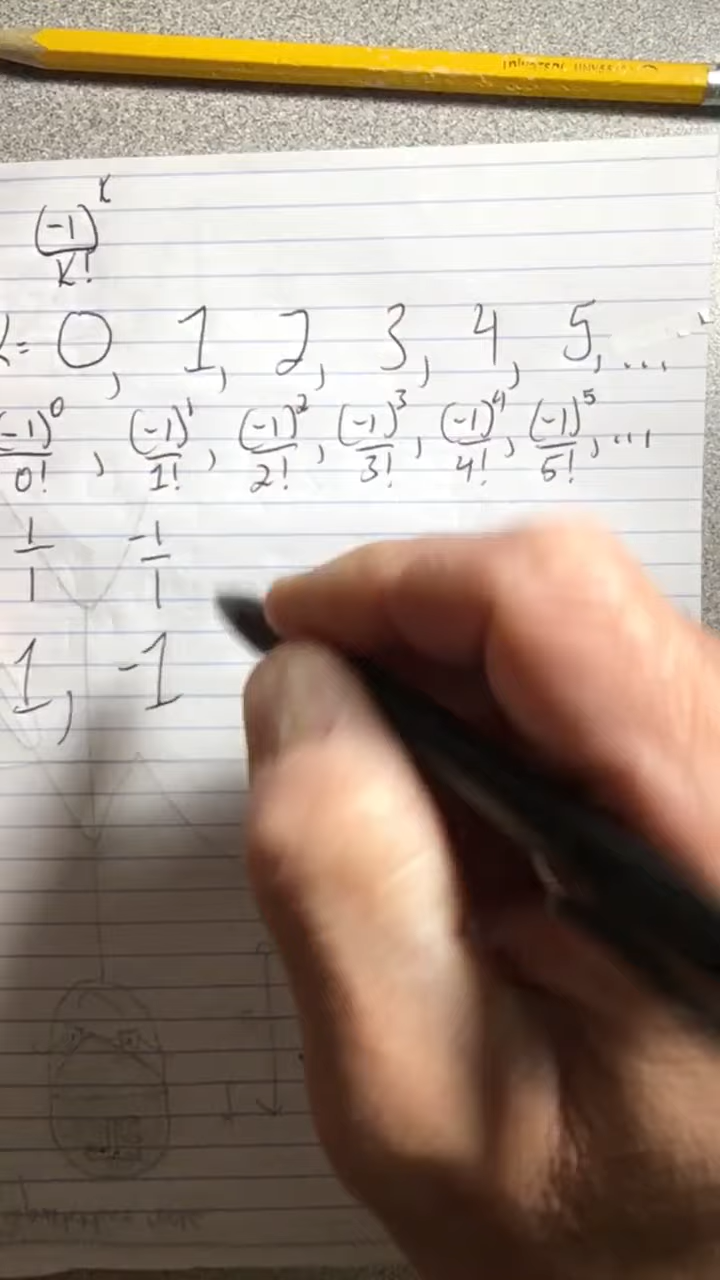 (-1)^k
k!
k= 0, 1, 2, 3, 4, 5, ...
(-1)^0/0!, (-1)^1/1!, (-1)^2/2!, (-1)^3/3!, (-1)^4/4!, (-1)^5/5!, ...
1/1 -1/1
1, -1